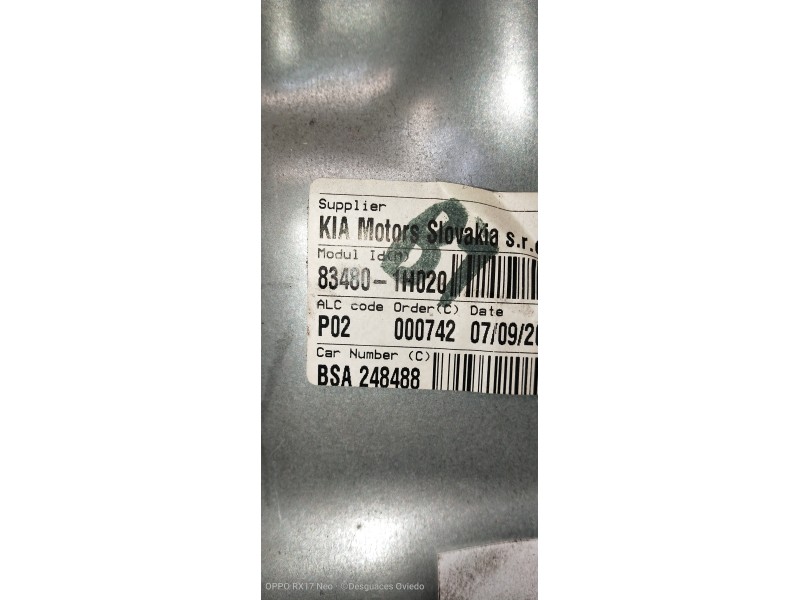 Supplier
KIA Motors Slovakia s.r.
Modul Id(M)
83480-1H020
ALC code Order(C) Date
P02 000742 07/09/20
Car Number (C)
BSA 248488
OPPO RX17 Neo ©Desguaces Oviedo